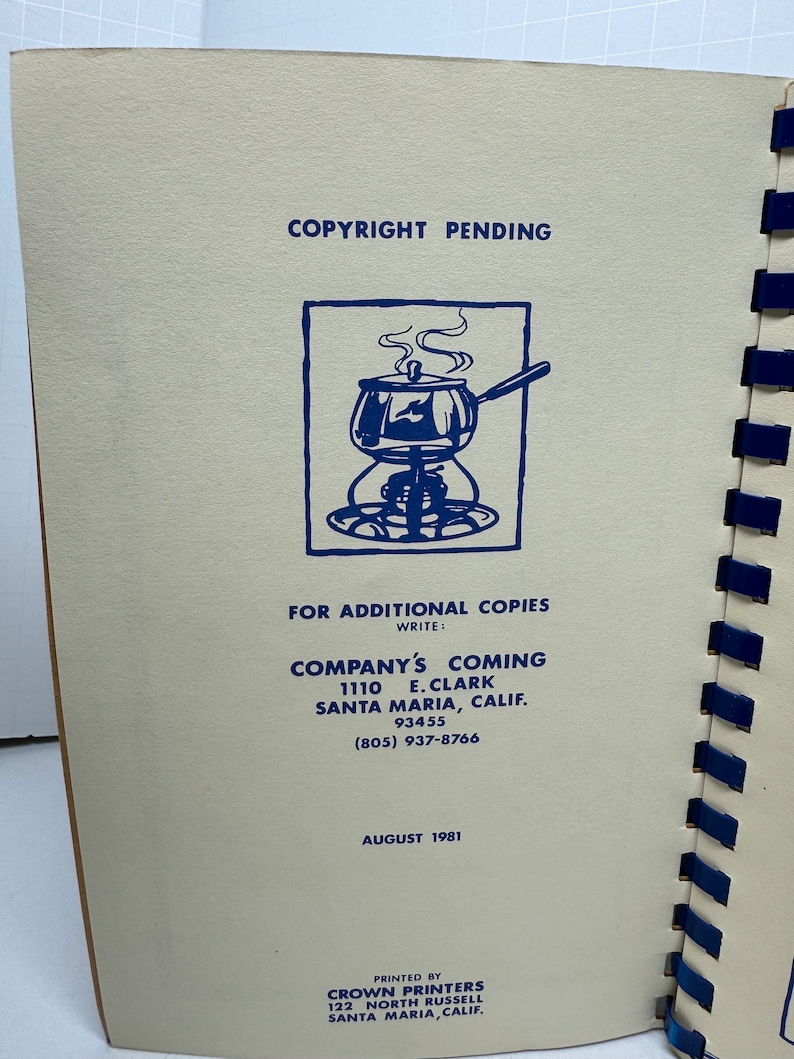 COPYRIGHT PENDING
FOR ADDITIONAL COPIES
WRITE:
COMPANY'S COMING
1110 E. CLARK
SANTA MARIA, CALIF.
93455
(805) 937-8766
AUGUST 1981
PRINTED BY
CROWN PRINTERS
122 NORTH RUSSELL
SANTA MARIA, CALIF.